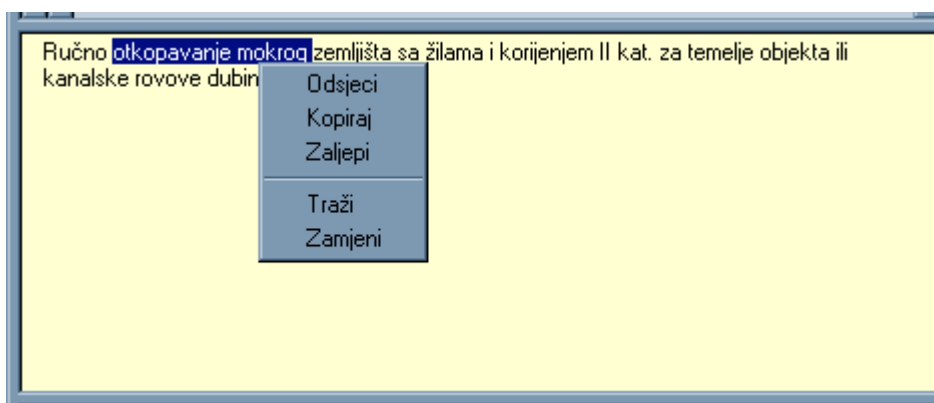 Ručno otkopavanje mokrog zemljišta sa žilama i korijenjem II kat. za temelje objekta ili
kanalske rovove dubin
Odsjeci
Kopiraj
Zaljepi
Traži
Zamjeni